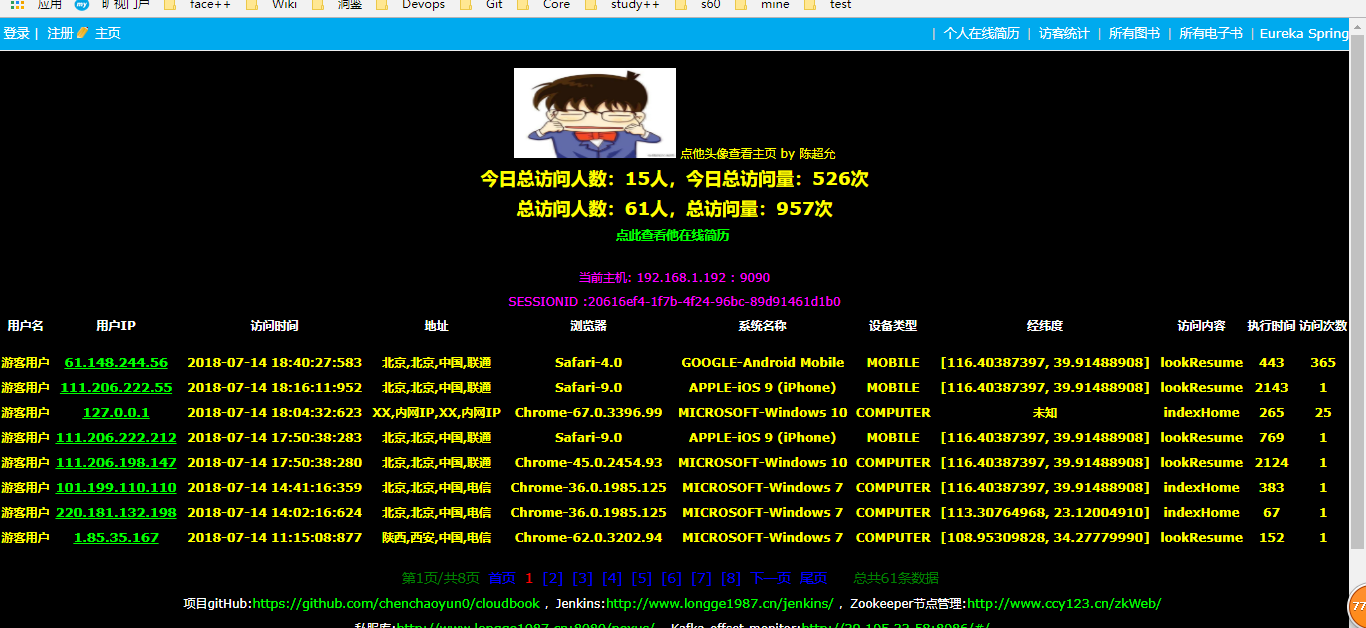 应用 my 旷视门户 face++ Wiki 洞鉴 Devops Git Core study++ s60 mine test
登录 | 注册 主页 | 个人在线简历 | 访客统计 | 所有图书 | 所有电子书 | Eureka Spring
点他头像查看主页 by 陈超允
今日总访问人数：15人，今日总访问量：526次
总访问人数：61人，总访问量：957次
点此查看他在线简历
当前主机: 192.168.1.192 : 9090
SESSIONID :20616ef4-1f7b-4f24-96bc-89d91461d1b0
用户名 用户IP 访问时间 地址 浏览器 系统名称 设备类型 经纬度 访问内容 执行时间 访问次数
游客用户 61.148.244.56 2018-07-14 18:40:27:583 北京,北京,中国,联通 Safari-4.0 GOOGLE-Android Mobile MOBILE [116.40387397, 39.91488908] lookResume 443 365
游客用户 111.206.222.55 2018-07-14 18:16:11:952 北京,北京,中国,联通 Safari-9.0 APPLE-iOS 9 (iPhone) MOBILE [116.40387397, 39.91488908] lookResume 2143 1
游客用户 127.0.0.1 2018-07-14 18:04:32:623 XX,内网IP,XX,内网IP Chrome-67.0.3396.99 MICROSOFT-Windows 10 COMPUTER 未知 indexHome 265 25
游客用户 111.206.222.212 2018-07-14 17:50:38:283 北京,北京,中国,联通 Safari-9.0 APPLE-iOS 9 (iPhone) MOBILE [116.40387397, 39.91488908] lookResume 769 1
游客用户 111.206.198.147 2018-07-14 17:50:38:280 北京,北京,中国,联通 Chrome-45.0.2454.93 MICROSOFT-Windows 10 COMPUTER [116.40387397, 39.91488908] lookResume 2124 1
游客用户 101.199.110.110 2018-07-14 14:41:16:359 北京,北京,中国,电信 Chrome-36.0.1985.125 MICROSOFT-Windows 7 COMPUTER [116.40387397, 39.91488908] indexHome 383 1
游客用户 220.181.132.198 2018-07-14 14:02:16:624 北京,北京,中国,电信 Chrome-36.0.1985.125 MICROSOFT-Windows 7 COMPUTER [113.30764968, 23.12004910] indexHome 67 1
游客用户 1.85.35.167 2018-07-14 11:15:08:877 陕西,西安,中国,电信 Chrome-62.0.3202.94 MICROSOFT-Windows 7 COMPUTER [108.95309828, 34.27779990] lookResume 152 1
第1页/共8页 首页 1 [2] [3] [4] [5] [6] [7] [8] 下一页 尾页 总共61条数据
项目gitHub:https://github.com/chenchaoyun0/cloudbook ，Jenkins:http://www.longge1987.cn/jenkins/ ，Zookeeper节点管理:http://www.ccy123.cn/zkWeb/
77